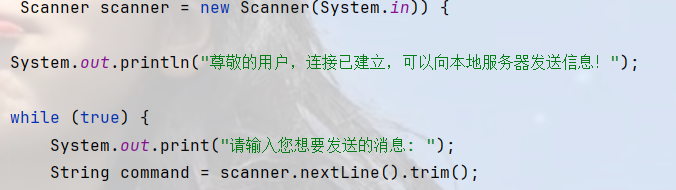 Scanner scanner = new Scanner(System.in)) {
System.out.println("尊敬的用户，连接已建立，可以向本地服务器发送信息！");
while (true) {
System.out.print("请输入您想要发送的消息：");
String command = scanner.nextLine().trim();